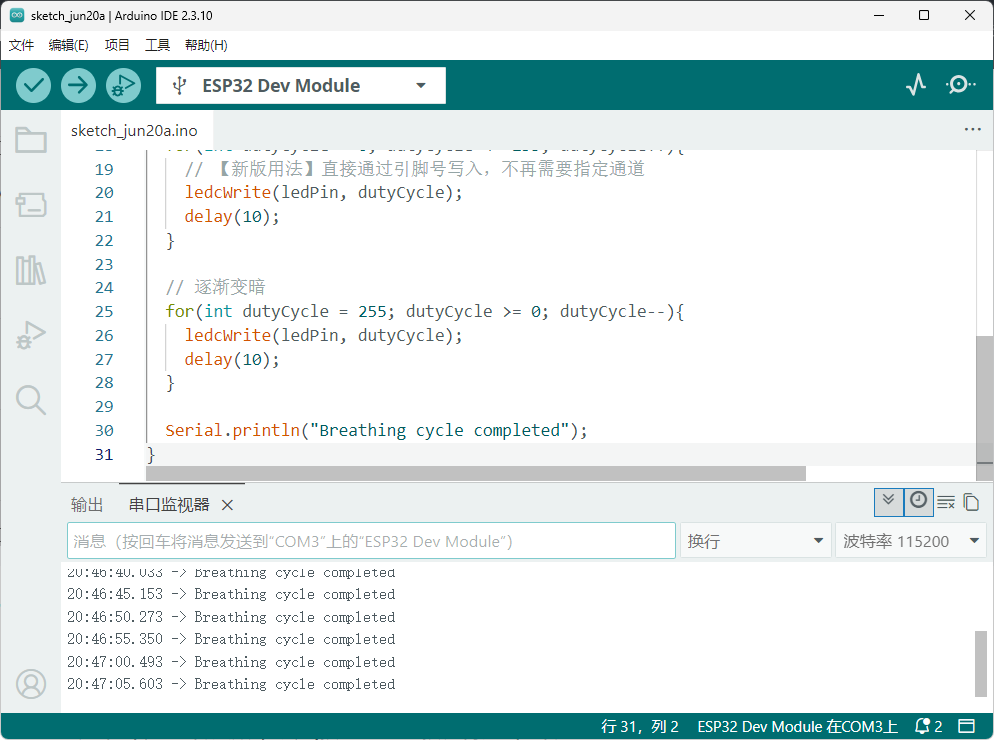 sketch_jun20a | Arduino IDE 2.3.10
文件 编辑(E) 项目 工具 帮助(H)
ESP32 Dev Module
sketch_jun20a.ino
19 // 【新版用法】直接通过引脚号写入，不再需要指定通道
20 ledcWrite(ledPin, dutyCycle);
21 delay(10);
22 }
23
24 // 逐渐变暗
25 for(int dutyCycle = 255; dutyCycle >= 0; dutyCycle--){
26 ledcWrite(ledPin, dutyCycle);
27 delay(10);
28 }
29
30 Serial.println("Breathing cycle completed");
31 }
输出 串口监视器
消息（按回车将消息发送到“COM3”上的“ESP32 Dev Module”） 换行 波特率 115200
20:46:40.033 -> Breathing cycle completed
20:46:45.153 -> Breathing cycle completed
20:46:50.273 -> Breathing cycle completed
20:46:55.350 -> Breathing cycle completed
20:47:00.493 -> Breathing cycle completed
20:47:05.603 -> Breathing cycle completed
行 31，列 2 ESP32 Dev Module 在COM3上 2